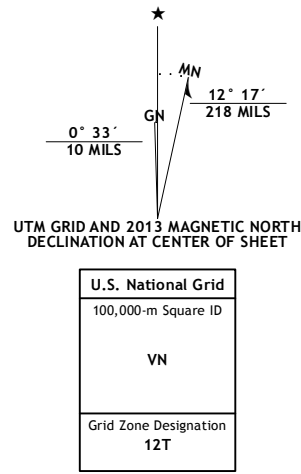 ★
MN
GN
12° 17´
218 MILS
0° 33´
10 MILS
UTM GRID AND 2013 MAGNETIC NORTH
DECLINATION AT CENTER OF SHEET
U.S. National Grid
100,000-m Square ID
VN
Grid Zone Designation
12T